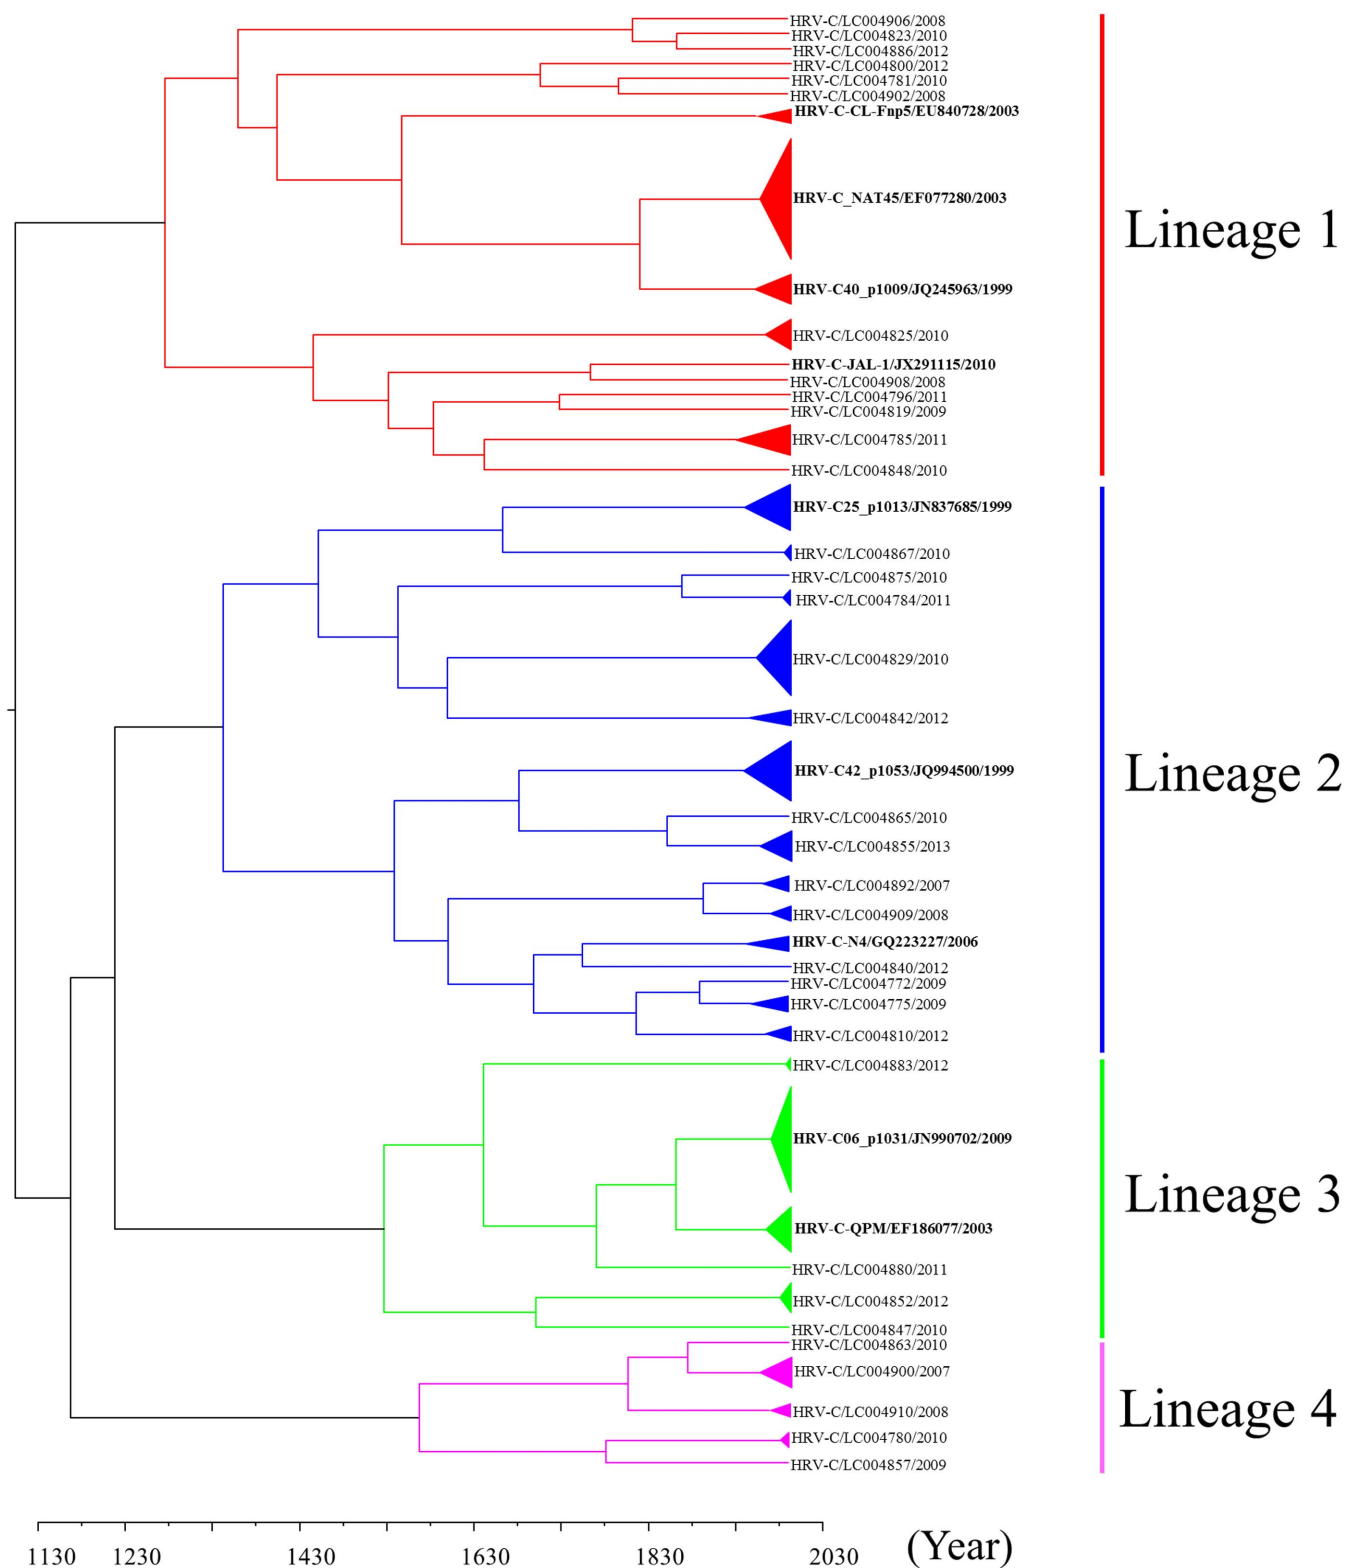 HRV-C/LC004906/2008
HRV-C/LC004823/2010
HRV-C/LC004886/2012
HRV-C/LC004800/2012
HRV-C/LC004781/2010
HRV-C/LC004902/2008
HRV-C-CL-Fnp5/EU840728/2003
HRV-C_NAT45/EF077280/2003
HRV-C40_p1009/JQ245963/1999
HRV-C/LC004825/2010
HRV-C-JAL-1/JX291115/2010
HRV-C/LC004908/2008
HRV-C/LC004796/2011
HRV-C/LC004819/2009
HRV-C/LC004785/2011
HRV-C/LC004848/2010
Lineage 1
HRV-C25_p1013/JN837685/1999
HRV-C/LC004867/2010
HRV-C/LC004875/2010
HRV-C/LC004784/2011
HRV-C/LC004829/2010
HRV-C/LC004842/2012
HRV-C42_p1053/JQ994500/1999
HRV-C/LC004865/2010
HRV-C/LC004855/2013
HRV-C/LC004892/2007
HRV-C/LC004909/2008
HRV-C-N4/GQ223227/2006
HRV-C/LC004840/2012
HRV-C/LC004772/2009
HRV-C/LC004775/2009
HRV-C/LC004810/2012
Lineage 2
HRV-C/LC004883/2012
HRV-C06_p1031/JN990702/2009
HRV-C-QPM/EF186077/2003
HRV-C/LC004880/2011
HRV-C/LC004852/2012
HRV-C/LC004847/2010
Lineage 3
HRV-C/LC004863/2010
HRV-C/LC004900/2007
HRV-C/LC004910/2008
HRV-C/LC004780/2010
HRV-C/LC004857/2009
Lineage 4
1130 1230 1430 1630 1830 2030 (Year)